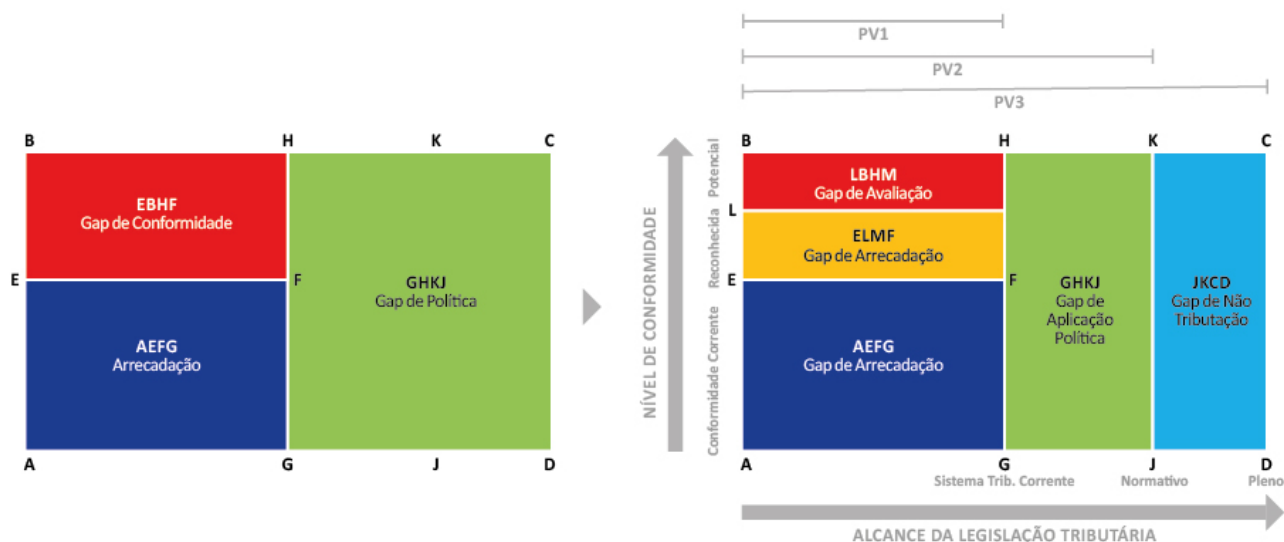 B
H
K
C
EBHF
Gap de Conformidade
E
F
GHKJ
Gap de Política
AEFG
Arrecadação
A
G
J
D
PV1
PV2
PV3
NÍVEL DE CONFORMIDADE
Conformidade Corrente
Reconhecida
Potencial
B
H
K
C
LBHM
Gap de Avaliação
L
ELMF
Gap de Arrecadação
E
F
GHKJ
Gap de
Aplicação
Política
JKCD
Gap de Não
Tributação
AEFG
Gap de Arrecadação
A
G
J
D
Sistema Trib. Corrente
Normativo
Pleno
ALCANCE DA LEGISLAÇÃO TRIBUTÁRIA